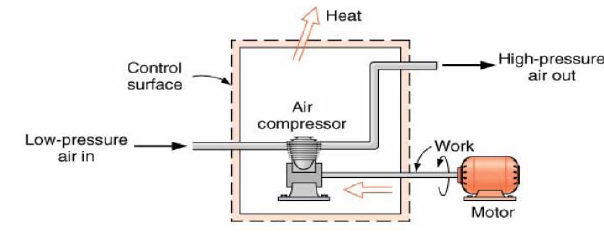 Heat
Control
surface
High-pressure
air out
Air
compressor
Low-pressure
air in
Work
Motor